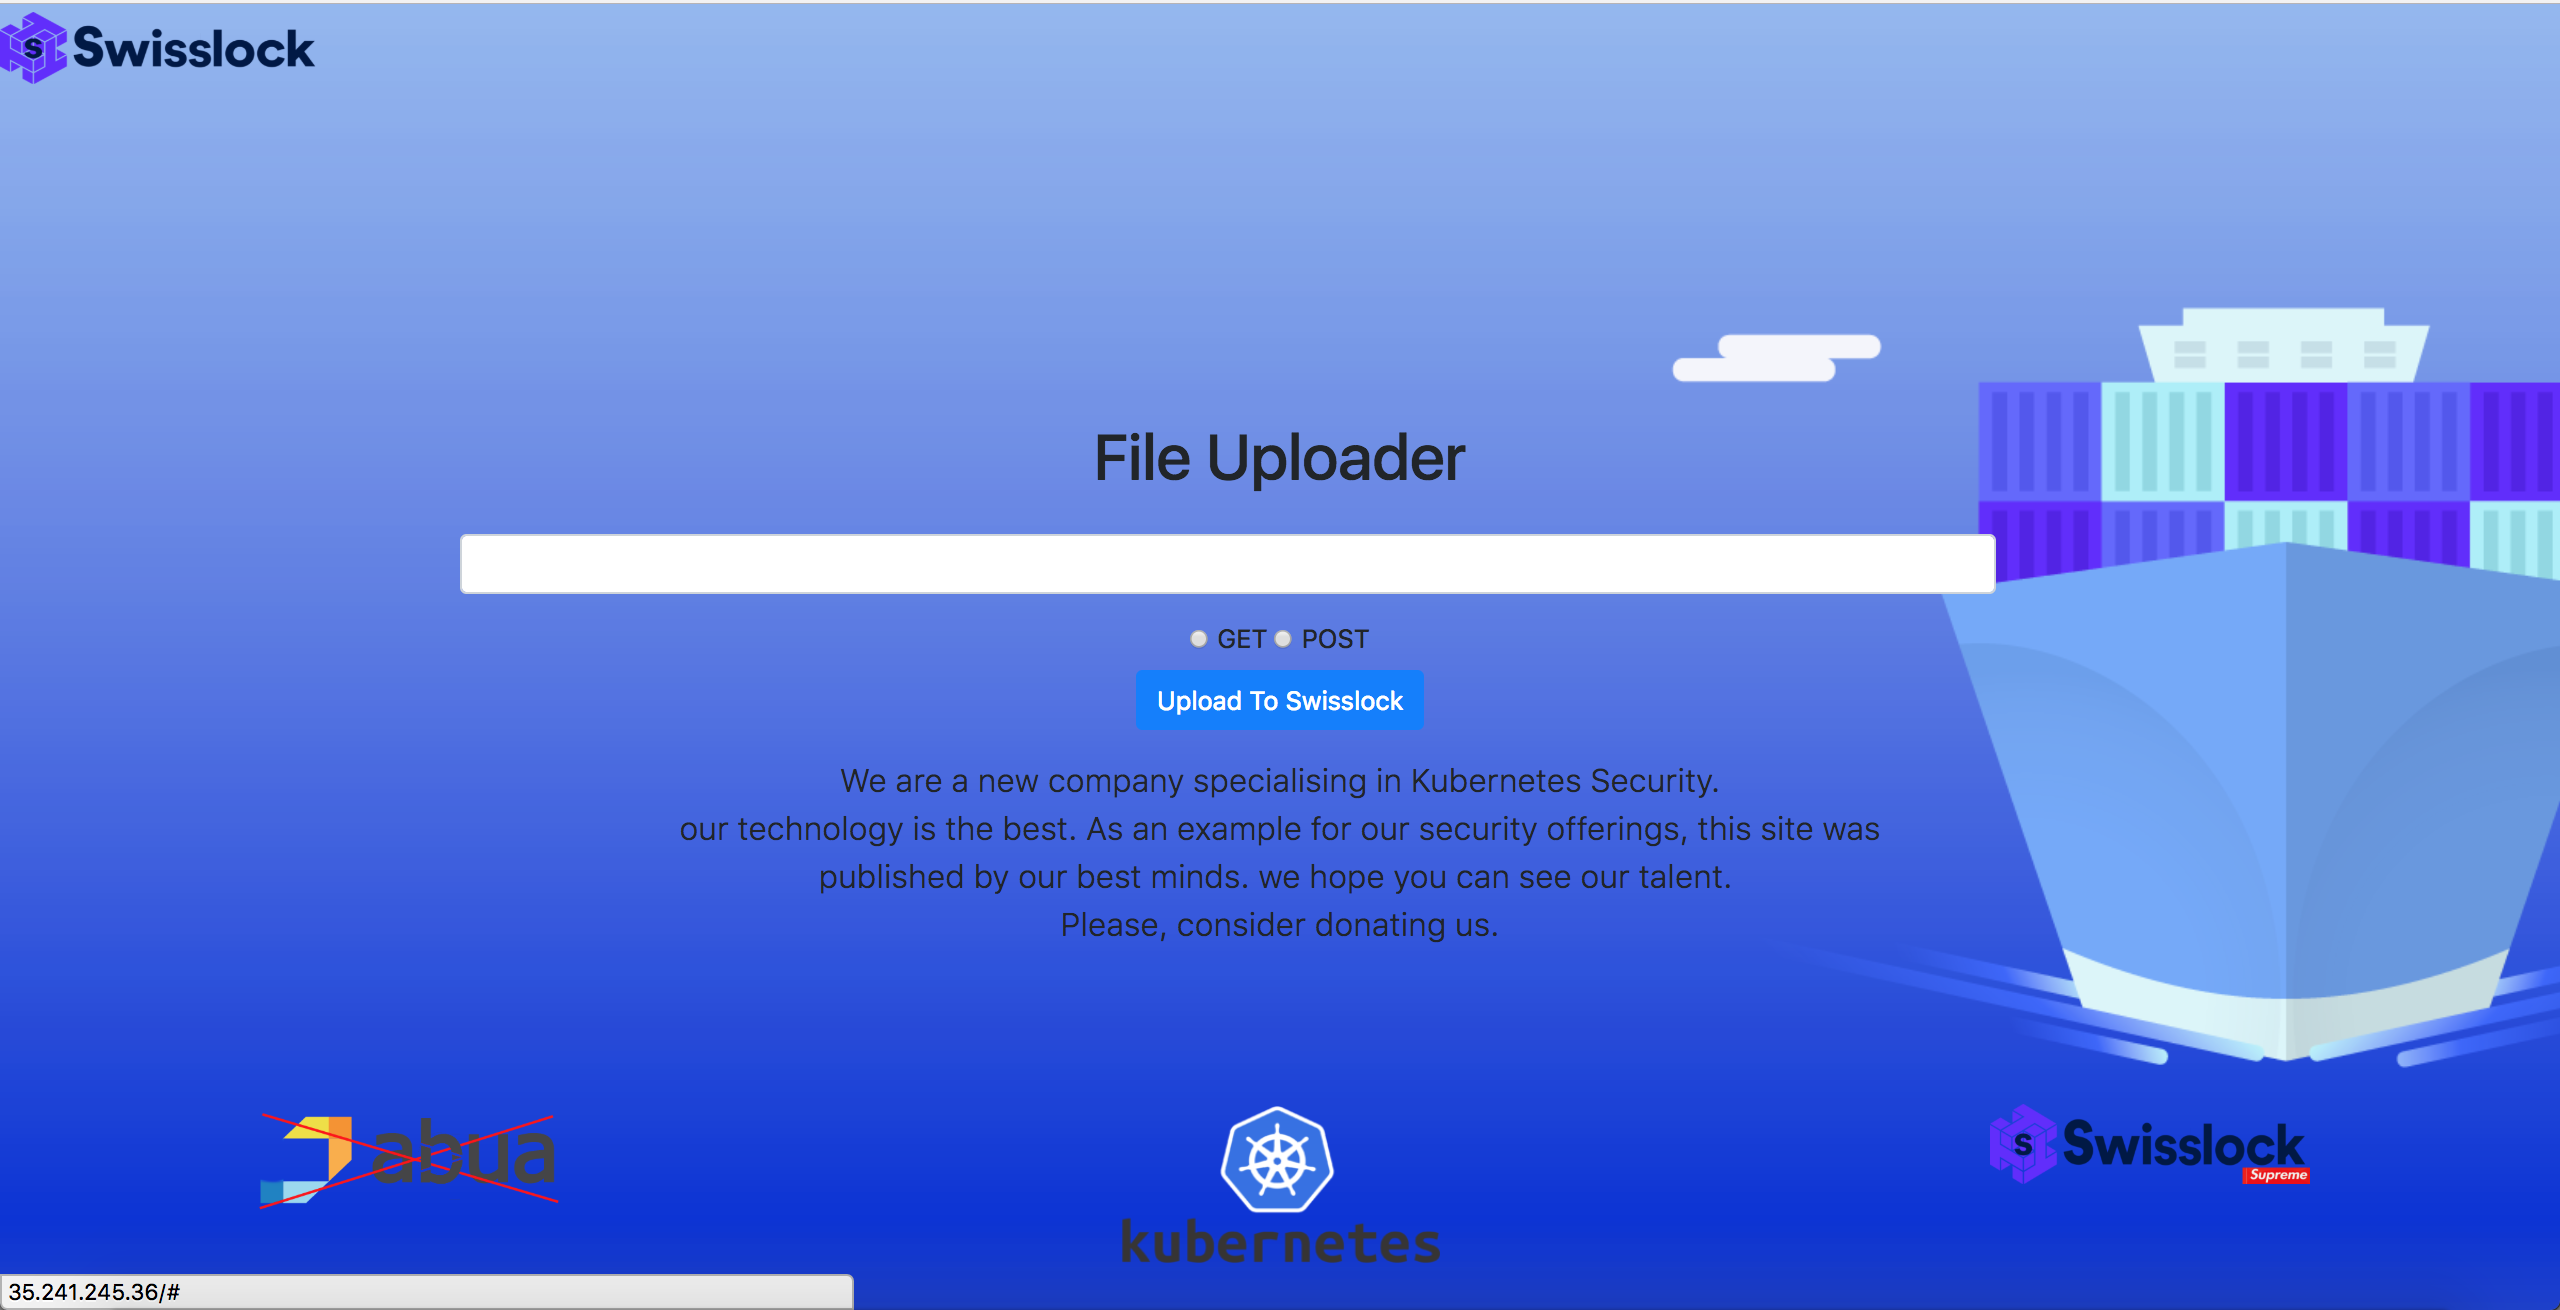 S Swisslock
File Uploader
GET POST
Upload To Swisslock
We are a new company specialising in Kubernetes Security.
our technology is the best. As an example for our security offerings, this site was
published by our best minds. we hope you can see our talent.
Please, consider donating us.
abua
kubernetes
S Swisslock
Supreme
35.241.245.36/#